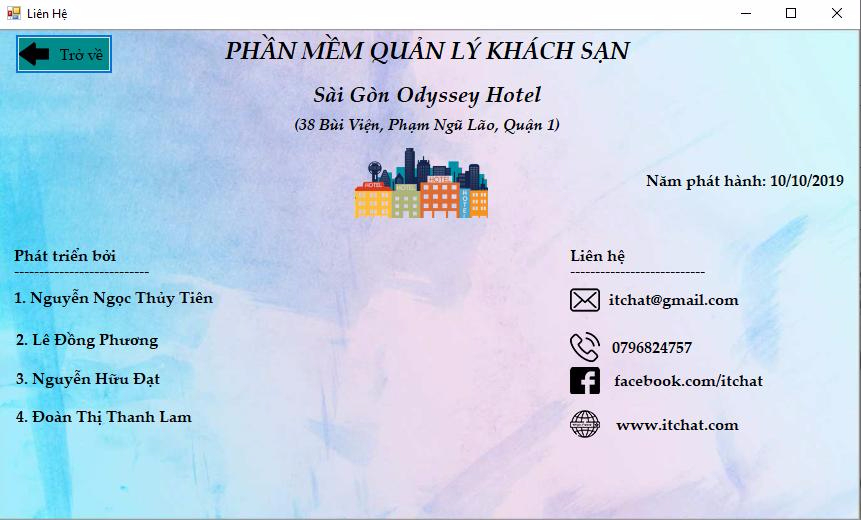 Liên Hệ
Trở về
PHẦN MỀM QUẢN LÝ KHÁCH SẠN
Sài Gòn Odyssey Hotel
(38 Bùi Viện, Phạm Ngũ Lão, Quận 1)
HOTEL
HOTEL
HOTEL
HOTEL
Năm phát hành: 10/10/2019
Phát triển bởi
---------------------------
1. Nguyễn Ngọc Thủy Tiên
2. Lê Đồng Phương
3. Nguyễn Hữu Đạt
4. Đoàn Thị Thanh Lam
Liên hệ
---------------------------
itchat@gmail.com
0796824757
facebook.com/itchat
www.itchat.com